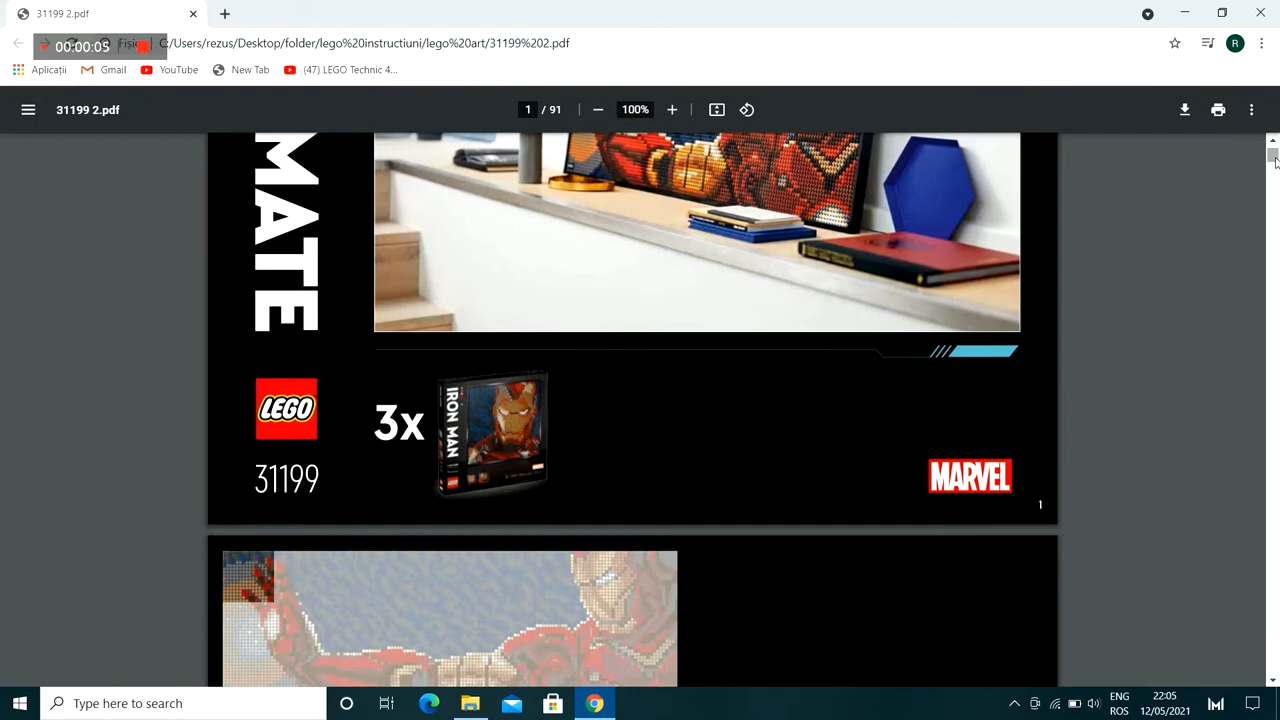 31199 2.pdf
00:00:05
C:/Users/rezus/Desktop/folder/lego%20instructiuni/lego%20art/31199%202.pdf
R
Aplicații
Gmail
YouTube
New Tab
(47) LEGO Technic 4...
31199 2.pdf
1 / 91
100%
MATE
LEGO
31199
3x
IRON MAN
MARVEL
1
Type here to search
ENG
ROS
22:05
12/05/2021